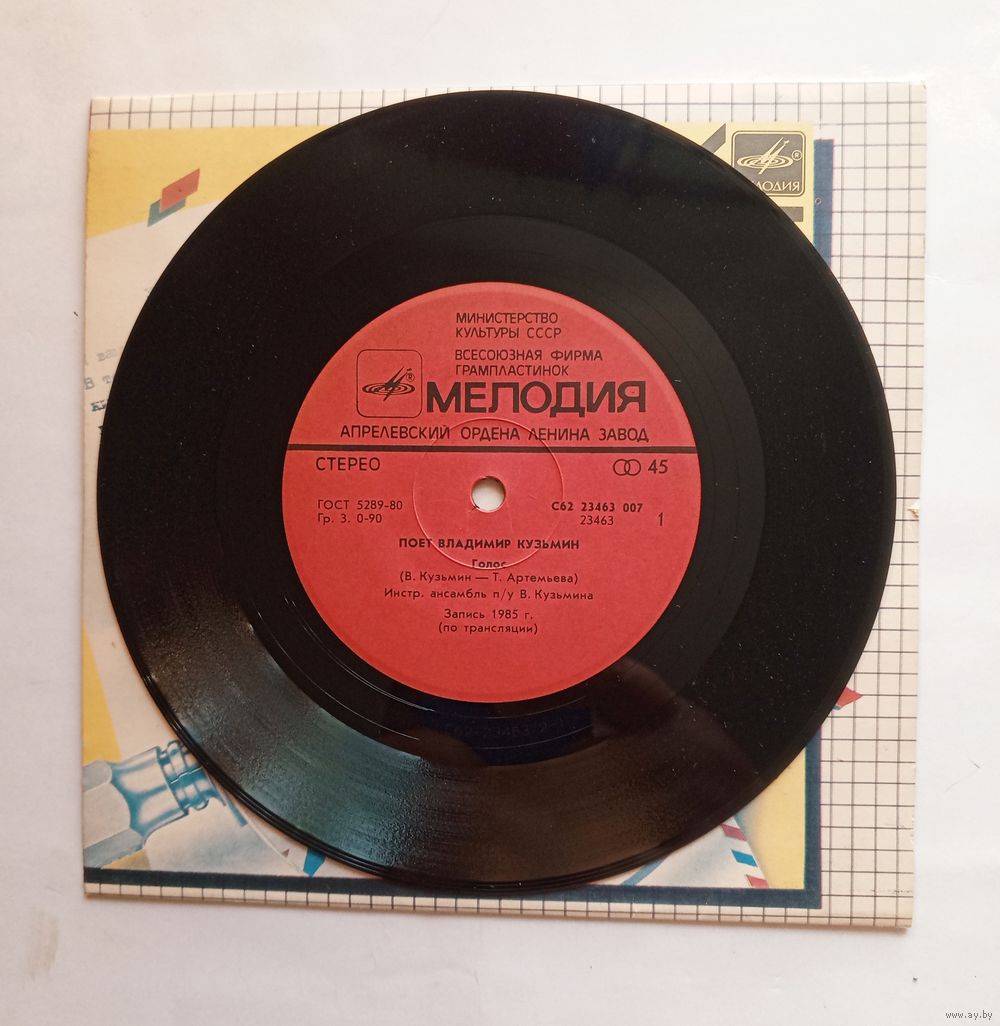 МИНИСТЕРСТВО
КУЛЬТУРЫ СССР
ВСЕСОЮЗНАЯ ФИРМА
ГРАМПЛАСТИНОК
МЕЛОДИЯ
АПРЕЛЕВСКИЙ ОРДЕНА ЛЕНИНА ЗАВОД
СТЕРЕО
45
ГОСТ 5289-80
Гр. 3. 0-90
С62 23463 007
23463
1
ПОЕТ ВЛАДИМИР КУЗЬМИН
Голос
(В. Кузьмин — Т. Артемьева)
Инстр. ансамбль п/у В. Кузьмина
Запись 1985 г.
(по трансляции)
www.ay.by